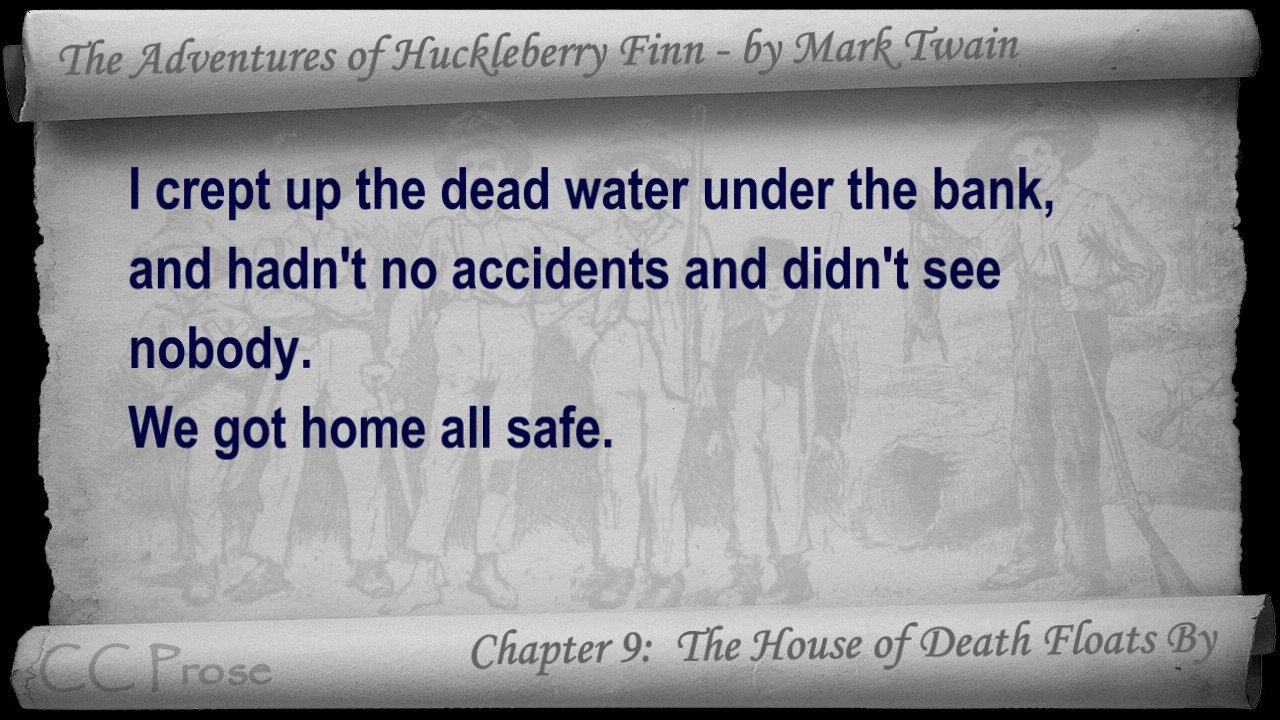 The Adventures of Huckleberry Finn - by Mark Twain
I crept up the dead water under the bank,
and hadn't no accidents and didn't see
nobody.
We got home all safe.
Chapter 9: The House of Death Floats By
CC Prose